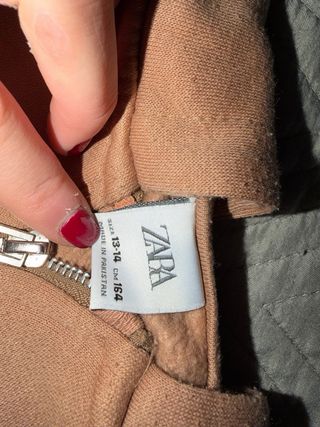 ZARA
SIZE 13-14 CM 164
MADE IN PAKISTAN